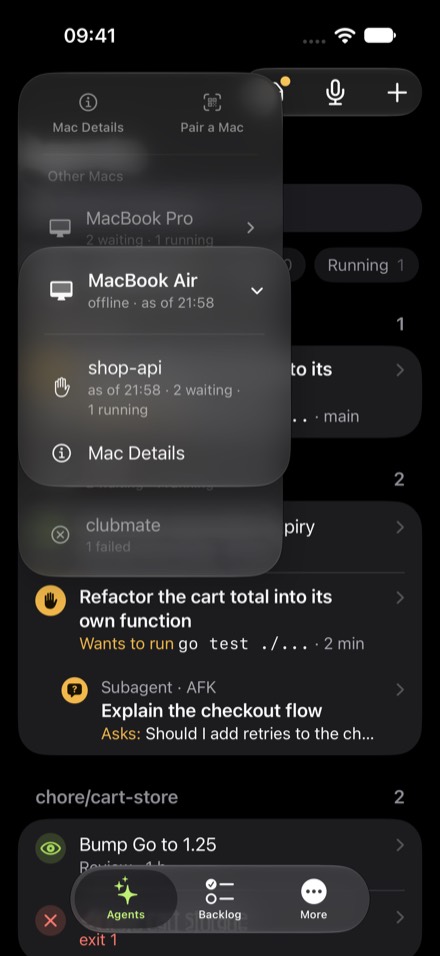 09:41
Mac Details
Pair a Mac
Other Macs
MacBook Pro
2 waiting · 1 running
MacBook Air
offline · as of 21:58
shop-api
as of 21:58 · 2 waiting ·
1 running
Mac Details
clubmate
1 failed
0
Running 1
1
to its
.. · main
2
piry
Refactor the cart total into its
own function
Wants to run go test ./... · 2 min
Subagent · AFK
Explain the checkout flow
Asks: Should I add retries to the ch...
chore/cart-store
2
Bump Go to 1.25
Review · 1 h
exit 1
Agents
Backlog
More